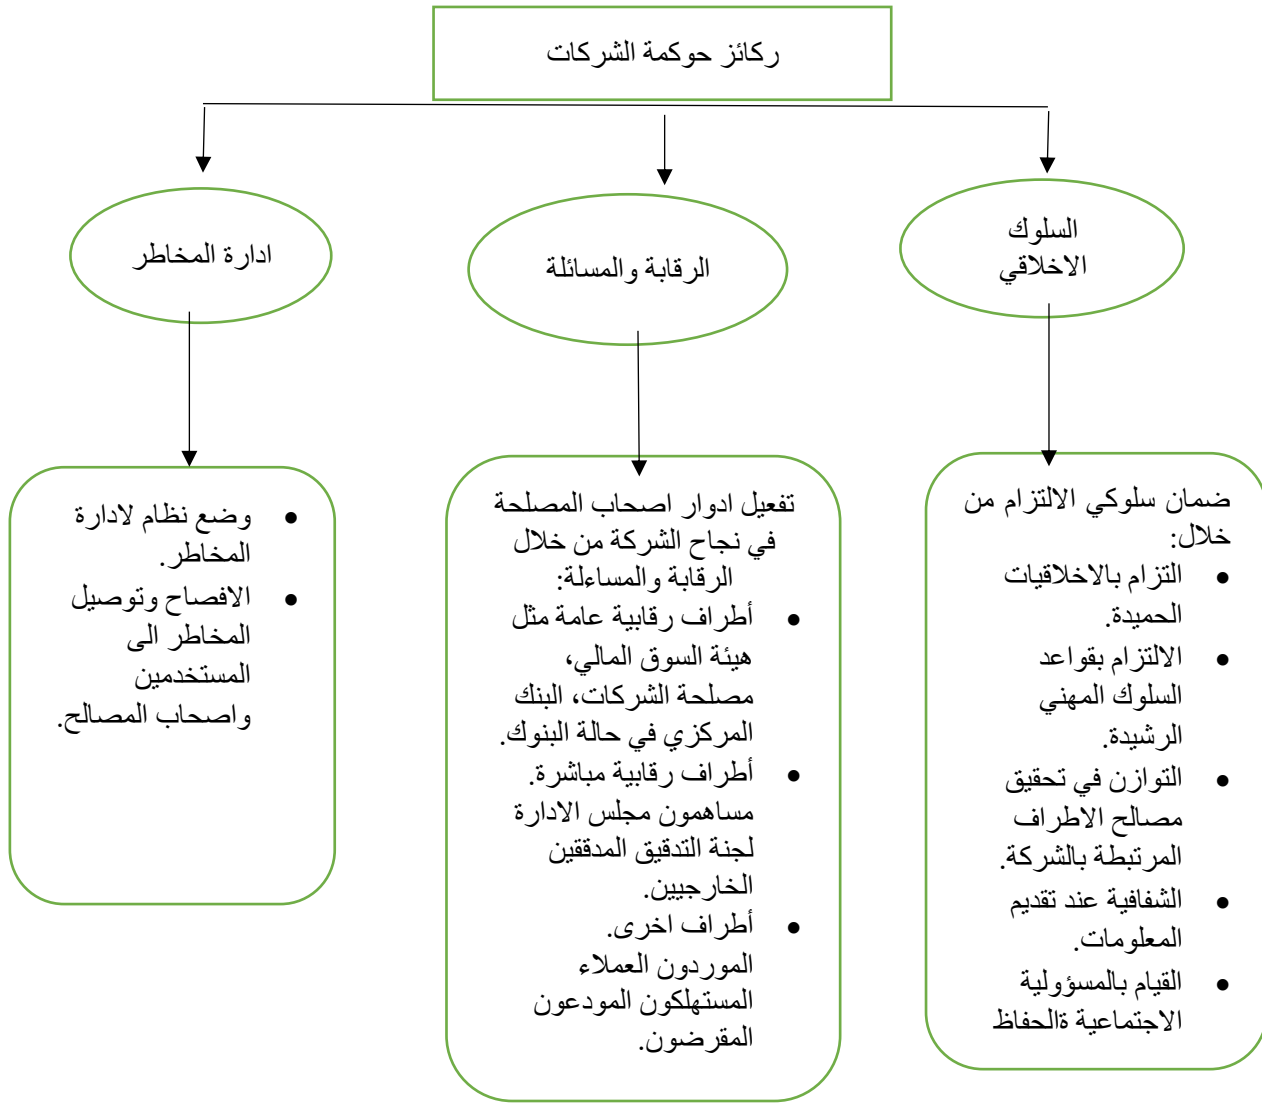 ركائز حوكمة الشركات
السلوك
الاخلاقي
الرقابة والمسائلة
ادارة المخاطر
ضمان سلوكي الالتزام من
خلال:
• التزام بالاخلاقيات
الحميدة.
• الالتزام بقواعد
السلوك المهني
الرشيدة.
• التوازن في تحقيق
مصالح الاطراف
المرتبطة بالشركة.
• الشفافية عند تقديم
المعلومات.
• القيام بالمسؤولية
الاجتماعية ةالحفاظ
تفعيل ادوار اصحاب المصلحة
في نجاح الشركة من خلال
الرقابة والمساءلة:
• أطراف رقابية عامة مثل
هيئة السوق المالي،
مصلحة الشركات، البنك
المركزي في حالة البنوك.
• أطراف رقابية مباشرة.
مساهمون مجلس الادارة
لجنة التدقيق المدققين
الخارجيين.
• أطراف اخرى.
الموردون العملاء
المستهلكون المودعون
المقرضون.
• وضع نظام لادارة
المخاطر.
• الافصاح وتوصيل
المخاطر الى
المستخدمين
واصحاب المصالح.